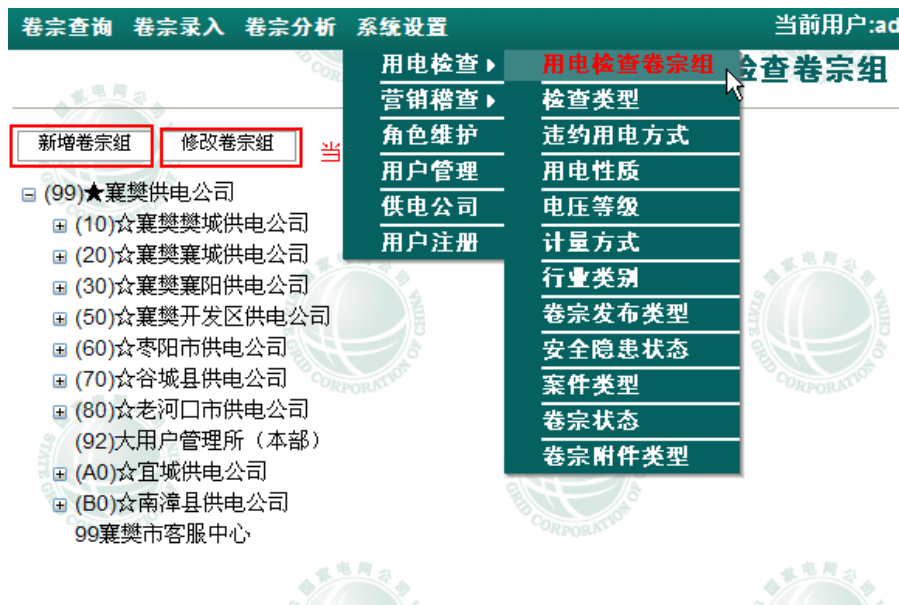 卷宗查询 卷宗录入 卷宗分析 系统设置 当前用户:ad
用电检查
营销稽查
角色维护
用户管理
供电公司
用户注册
用电检查卷宗组
检查类型
违约用电方式
用电性质
电压等级
计量方式
行业类别
卷宗发布类型
安全隐患状态
案件类型
卷宗状态
卷宗附件类型
检查卷宗组
新增卷宗组 修改卷宗组 当
(99)★襄樊供电公司
(10)☆襄樊樊城供电公司
(20)☆襄樊襄城供电公司
(30)☆襄樊襄阳供电公司
(50)☆襄樊开发区供电公司
(60)☆枣阳市供电公司
(70)☆谷城县供电公司
(80)☆老河口市供电公司
(92)大用户管理所（本部）
(A0)☆宜城供电公司
(B0)☆南漳县供电公司
99襄樊市客服中心